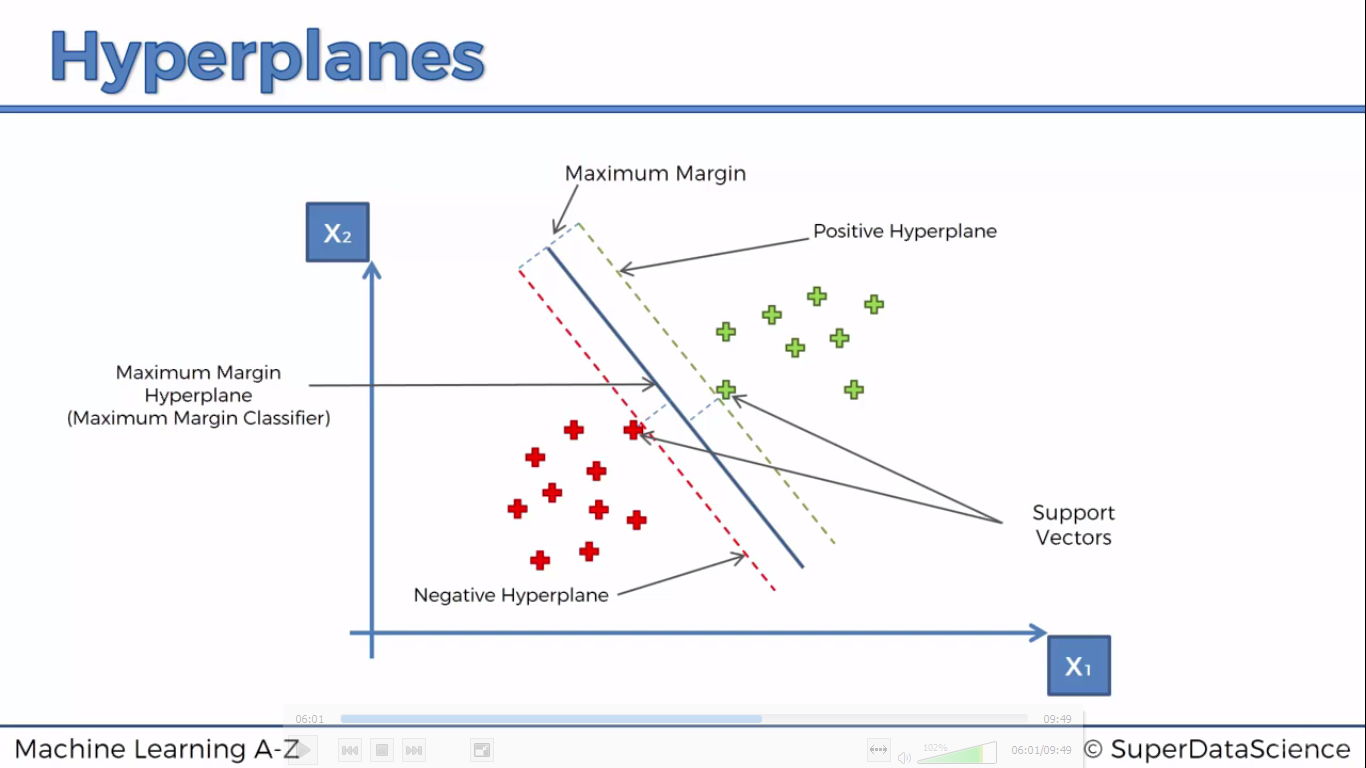 Hyperplanes
Maximum Margin
Positive Hyperplane
X₂
Maximum Margin
Hyperplane
(Maximum Margin Classifier)
Support
Vectors
Negative Hyperplane
X₁
06:01
09:49
Machine Learning A-Z
102%
06:01/09:49
© SuperDataScience